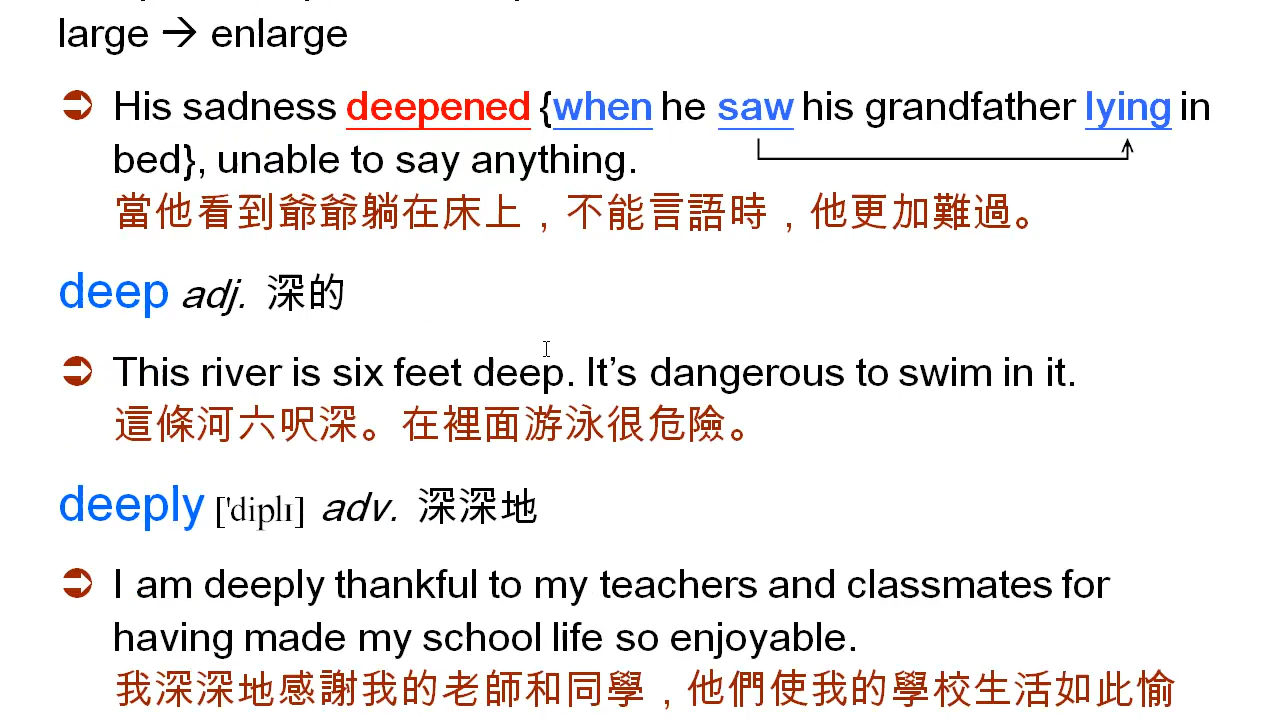 large → enlarge
➲ His sadness deepened {when he saw his grandfather lying in
bed}, unable to say anything.
當他看到爺爺躺在床上，不能言語時，他更加難過。
deep adj. 深的
➲ This river is six feet deep. It’s dangerous to swim in it.
這條河六呎深。在裡面游泳很危險。
deeply [ˈdiplɪ] adv. 深深地
➲ I am deeply thankful to my teachers and classmates for
having made my school life so enjoyable.
我深深地感謝我的老師和同學，他們使我的學校生活如此愉